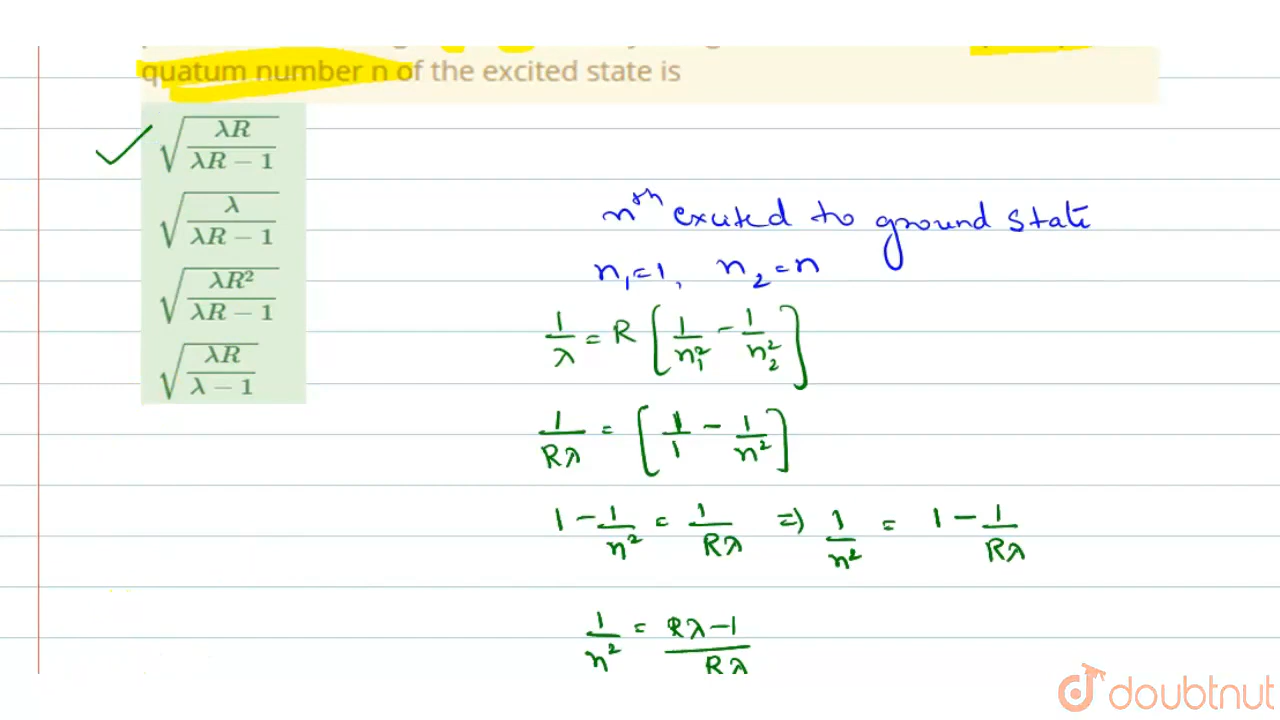 quatum number n of the excited state is
√(λR/(λR − 1))
√(λ/(λR − 1))
√(λR²/(λR − 1))
√(λR/(λ − 1))
nth excited to ground state
n₁=1, n₂=n
1/λ = R [1/n₁² − 1/n₂²]
1/Rλ = [1/1 − 1/n²]
1 − 1/n² = 1/Rλ ⇒ 1/n² = 1 − 1/Rλ
1/n² = Rλ−1/Rλ
doubtnut